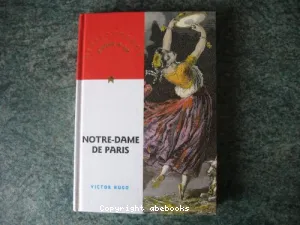 NOTRE-DAME
DE PARIS
VICTOR HUGO
Copyright abebooks